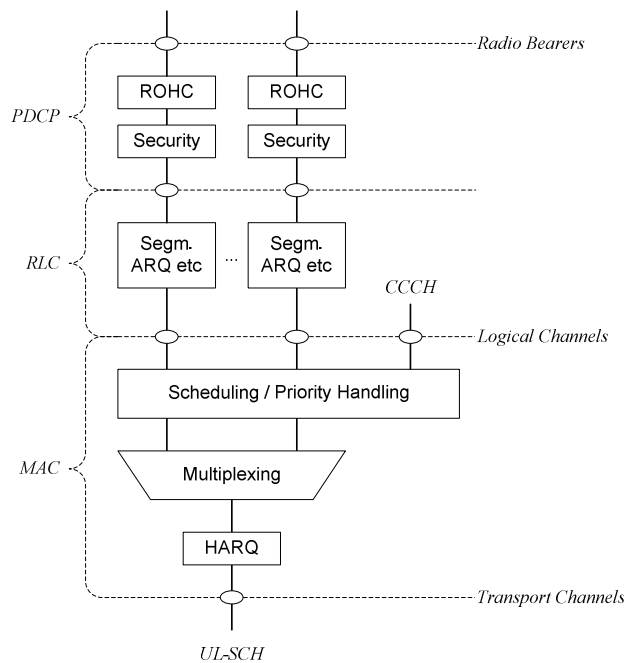 Radio Bearers
ROHC ROHC
PDCP
Security Security
Segm. ARQ etc
...
Segm. ARQ etc
RLC
CCCH
Logical Channels
Scheduling / Priority Handling
MAC
Multiplexing
HARQ
Transport Channels
UL-SCH